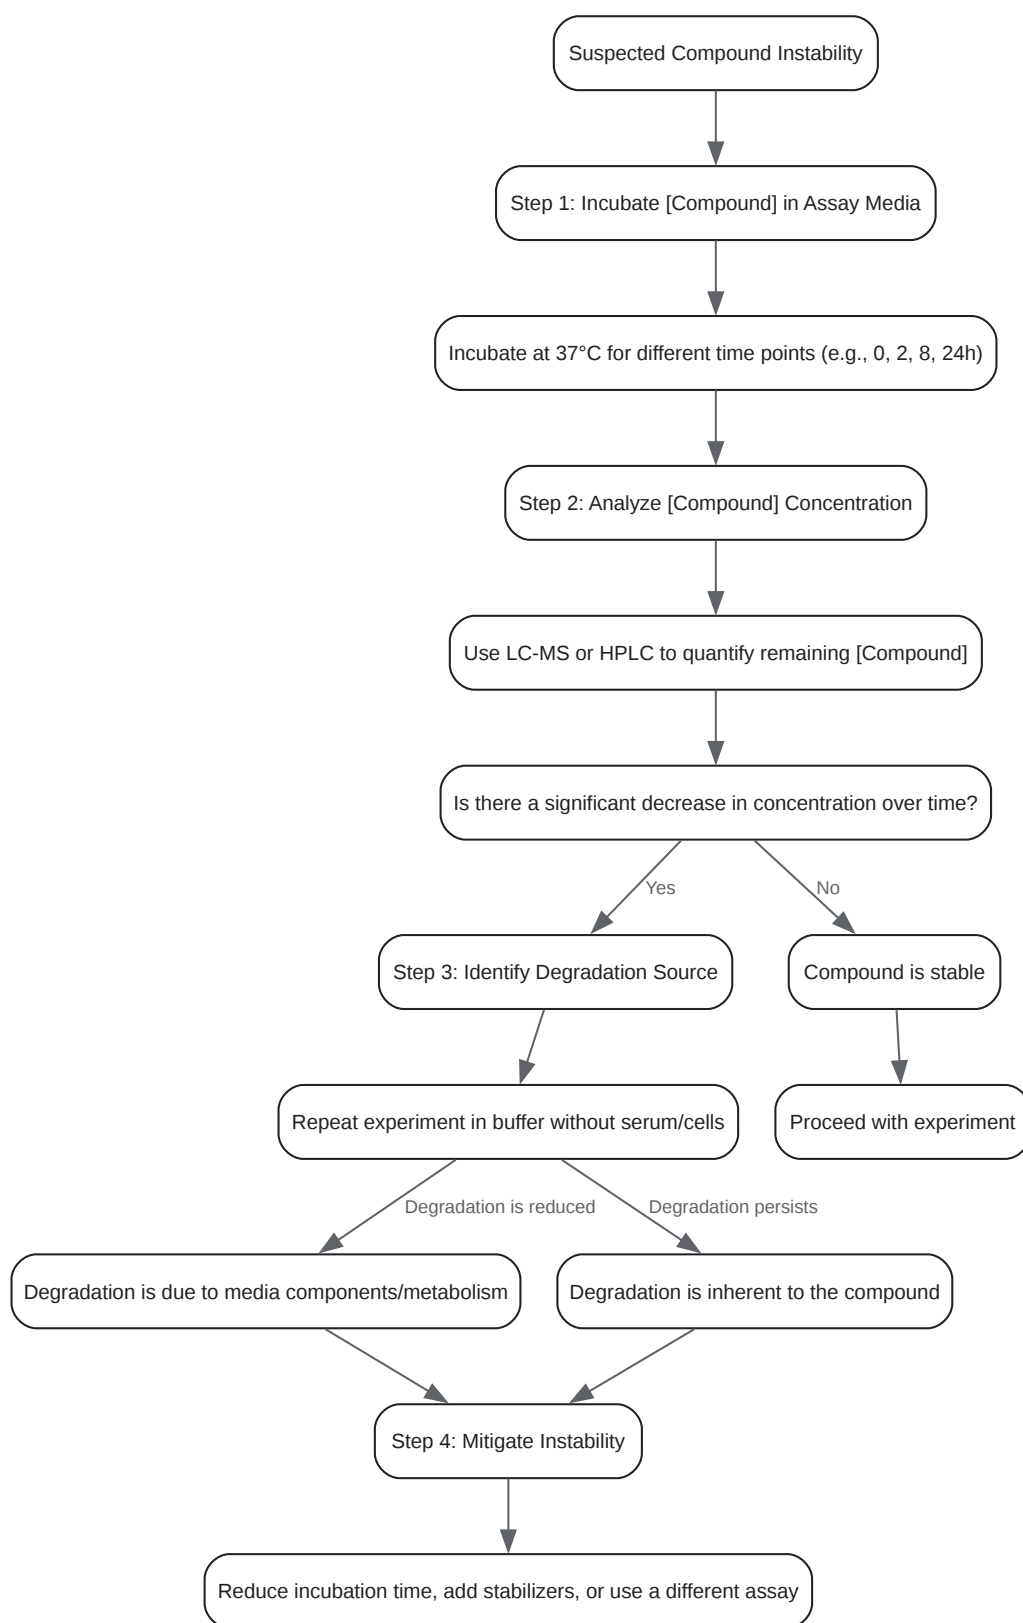 Suspected Compound Instability
Step 1: Incubate [Compound] in Assay Media
Incubate at 37°C for different time points (e.g., 0, 2, 8, 24h)
Step 2: Analyze [Compound] Concentration
Use LC-MS or HPLC to quantify remaining [Compound]
Is there a significant decrease in concentration over time?
Yes
No
Step 3: Identify Degradation Source
Compound is stable
Repeat experiment in buffer without serum/cells
Proceed with experiment
Degradation is reduced
Degradation persists
Degradation is due to media components/metabolism
Degradation is inherent to the compound
Step 4: Mitigate Instability
Reduce incubation time, add stabilizers, or use a different assay